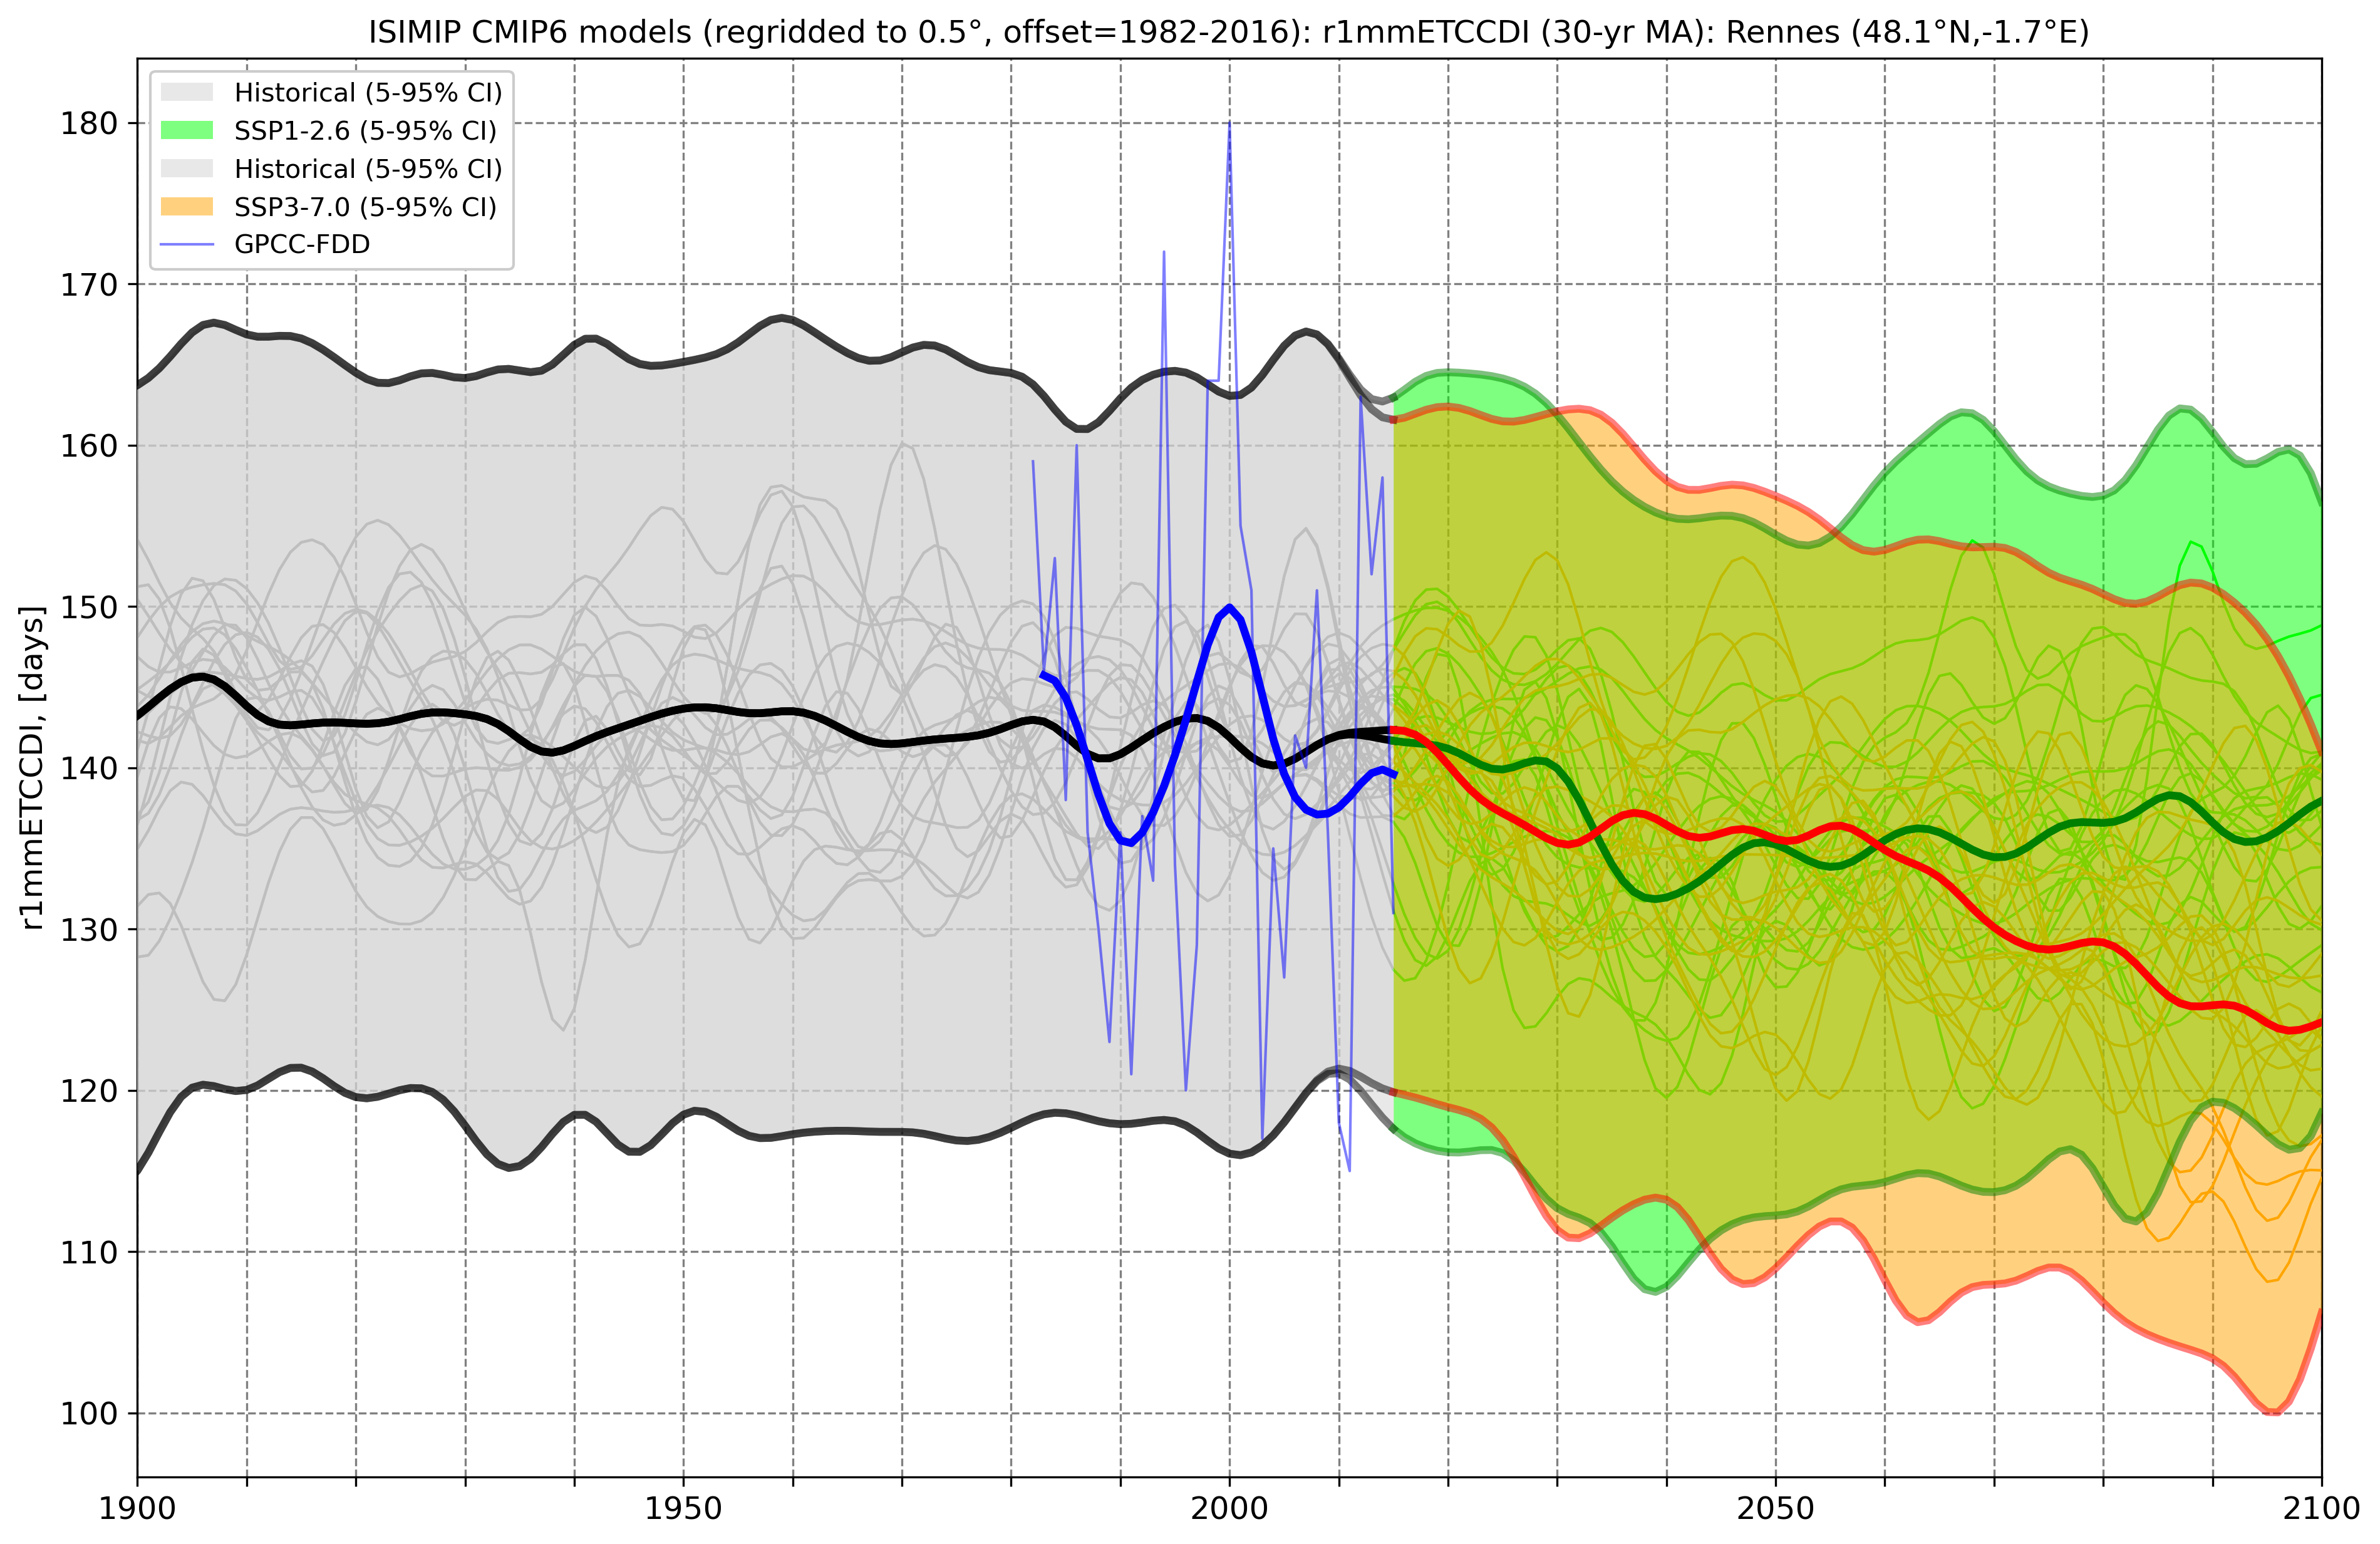 ISIMIP CMIP6 models (regridded to 0.5°, offset=1982-2016): r1mmETCCDI (30-yr MA): Rennes (48.1°N,-1.7°E)
Historical (5-95% CI)
SSP1-2.6 (5-95% CI)
Historical (5-95% CI)
SSP3-7.0 (5-95% CI)
GPCC-FDD
r1mmETCCDI, [days]
180
170
160
150
140
130
120
110
100
1900
1950
2000
2050
2100